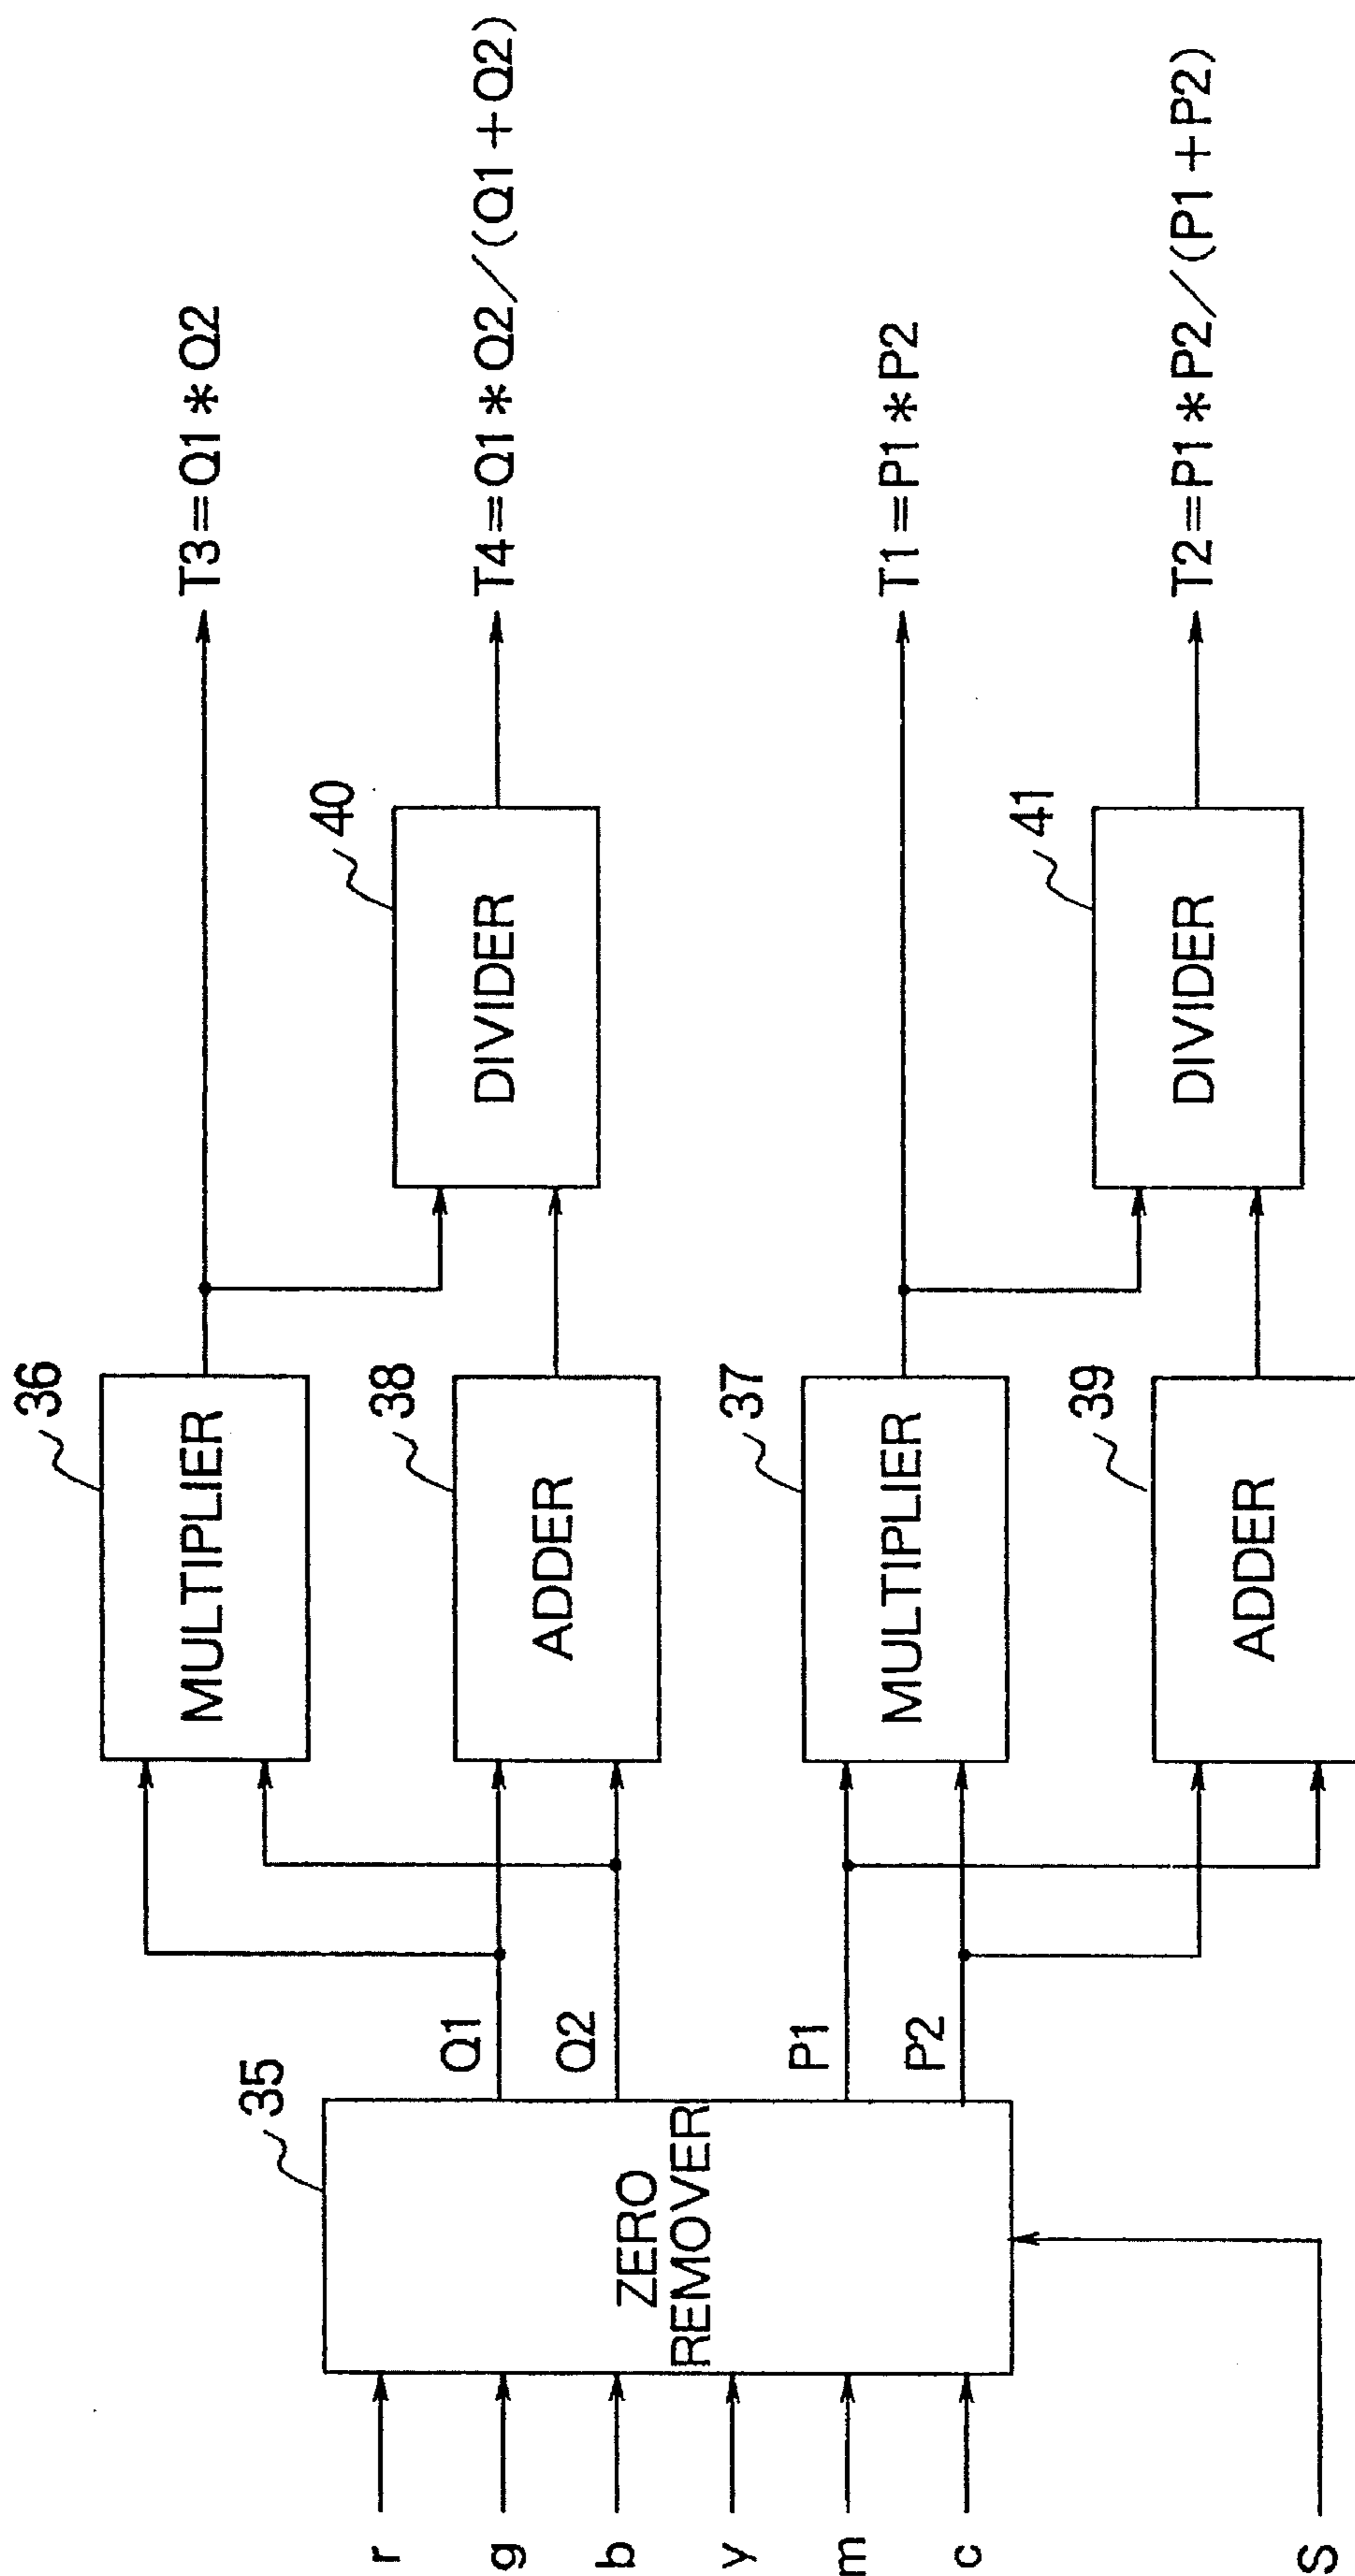 r
g
b
y
m
c
S
35
ZERO
REMOVER
Q1
Q2
P1
P2
36
MULTIPLIER
38
ADDER
37
MULTIPLIER
39
ADDER
40
DIVIDER
41
DIVIDER
T3=Q1*Q2
T4=Q1*Q2/(Q1+Q2)
T1=P1*P2
T2=P1*P2/(P1+P2)